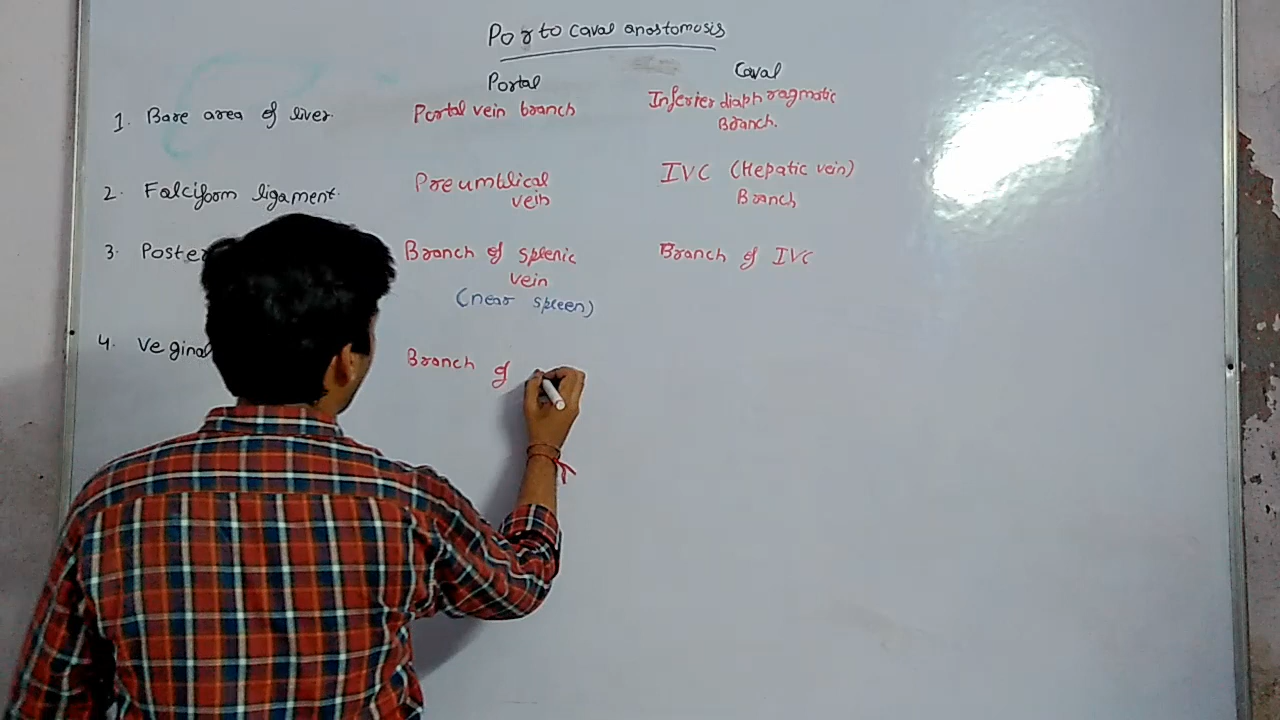 Porto caval anastomosis
Portal
Caval
1. Bare area of liver.
Portal vein branch
Inferier diaphragmatic
Branch.
2. Falciform ligament.
Preumblical
vein
IVC (Hepatic vein)
Branch
3. Poste
Branch of splenic
vein
(near spleen)
Branch of IVC
4. Veginal
Branch of